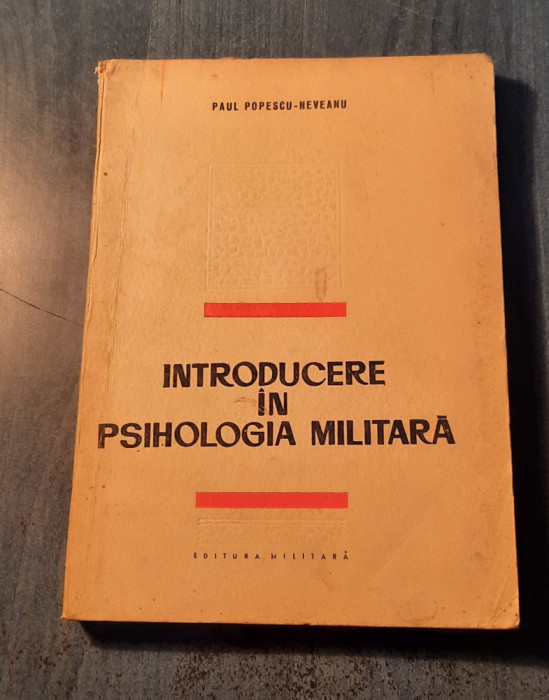 PAUL POPESCU-NEVEANU
INTRODUCERE
ÎN
PSIHOLOGIA MILITARĂ
EDITURA MILITARĂ